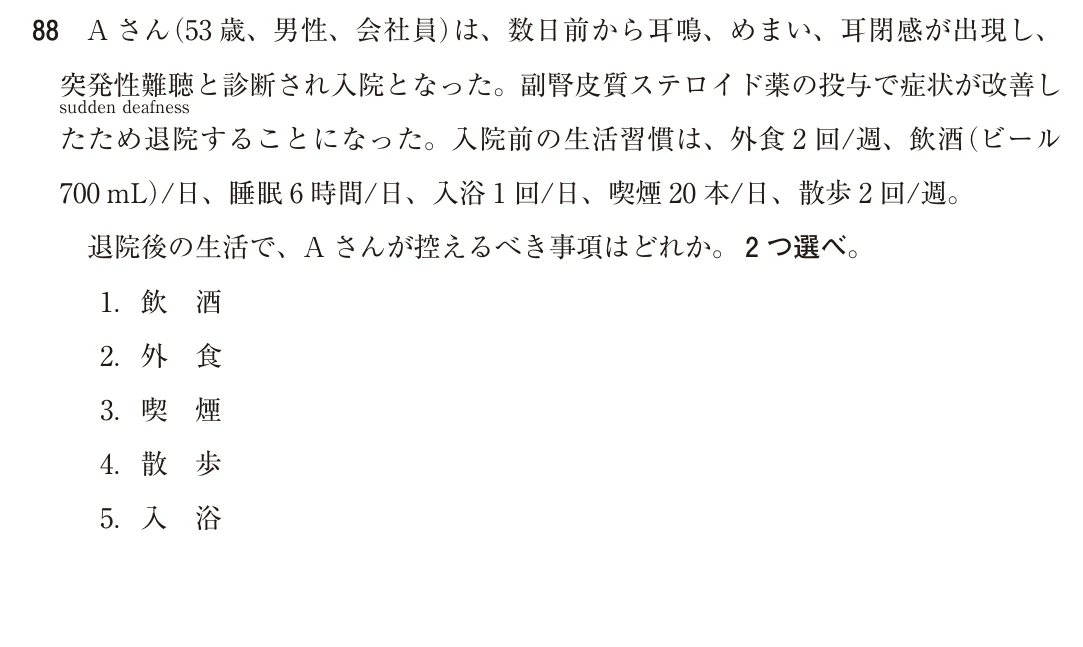 88 Aさん(53歳、男性、会社員)は、数日前から耳鳴、めまい、耳閉感が出現し、
突発性難聴と診断され入院となった。副腎皮質ステロイド薬の投与で症状が改善し
sudden deafness
たため退院することになった。入院前の生活習慣は、外食2回/週、飲酒(ビール
700 mL)/日、睡眠6時間/日、入浴1回/日、喫煙20本/日、散歩2回/週。
退院後の生活で、Aさんが控えるべき事項はどれか。2つ選べ。
1. 飲 酒
2. 外 食
3. 喫 煙
4. 散 歩
5. 入 浴